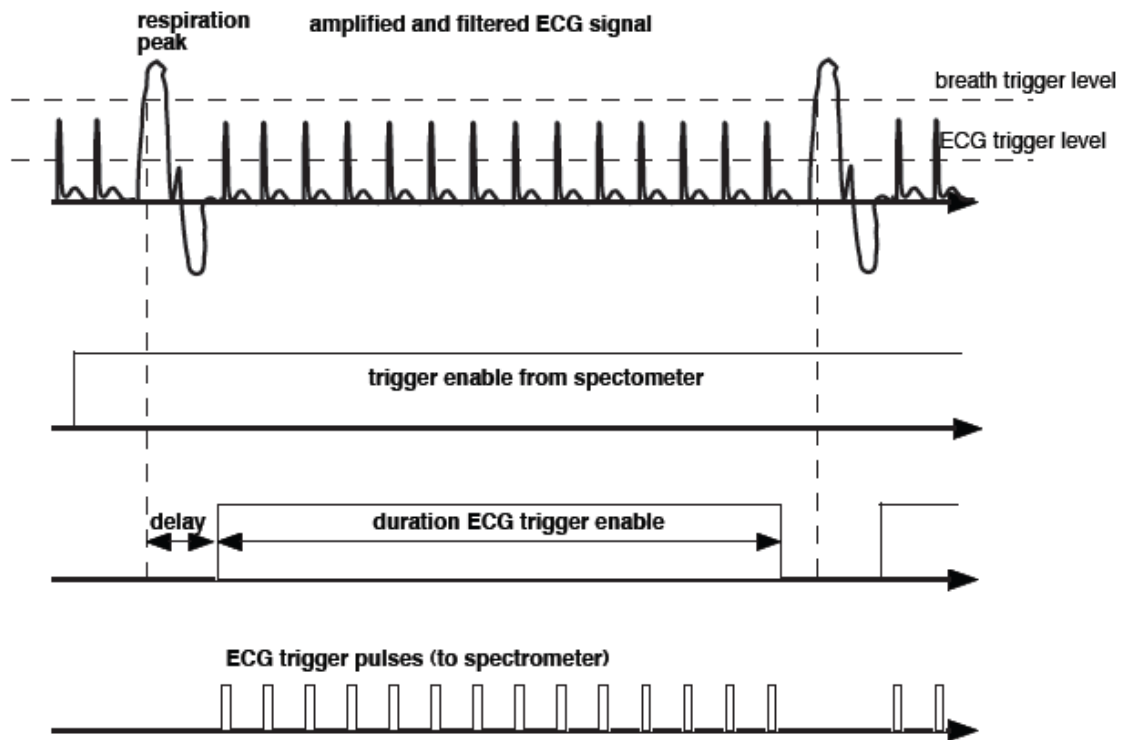 respiration
peak
amplified and filtered ECG signal
breath trigger level
ECG trigger level
trigger enable from spectometer
delay
duration ECG trigger enable
ECG trigger pulses (to spectrometer)